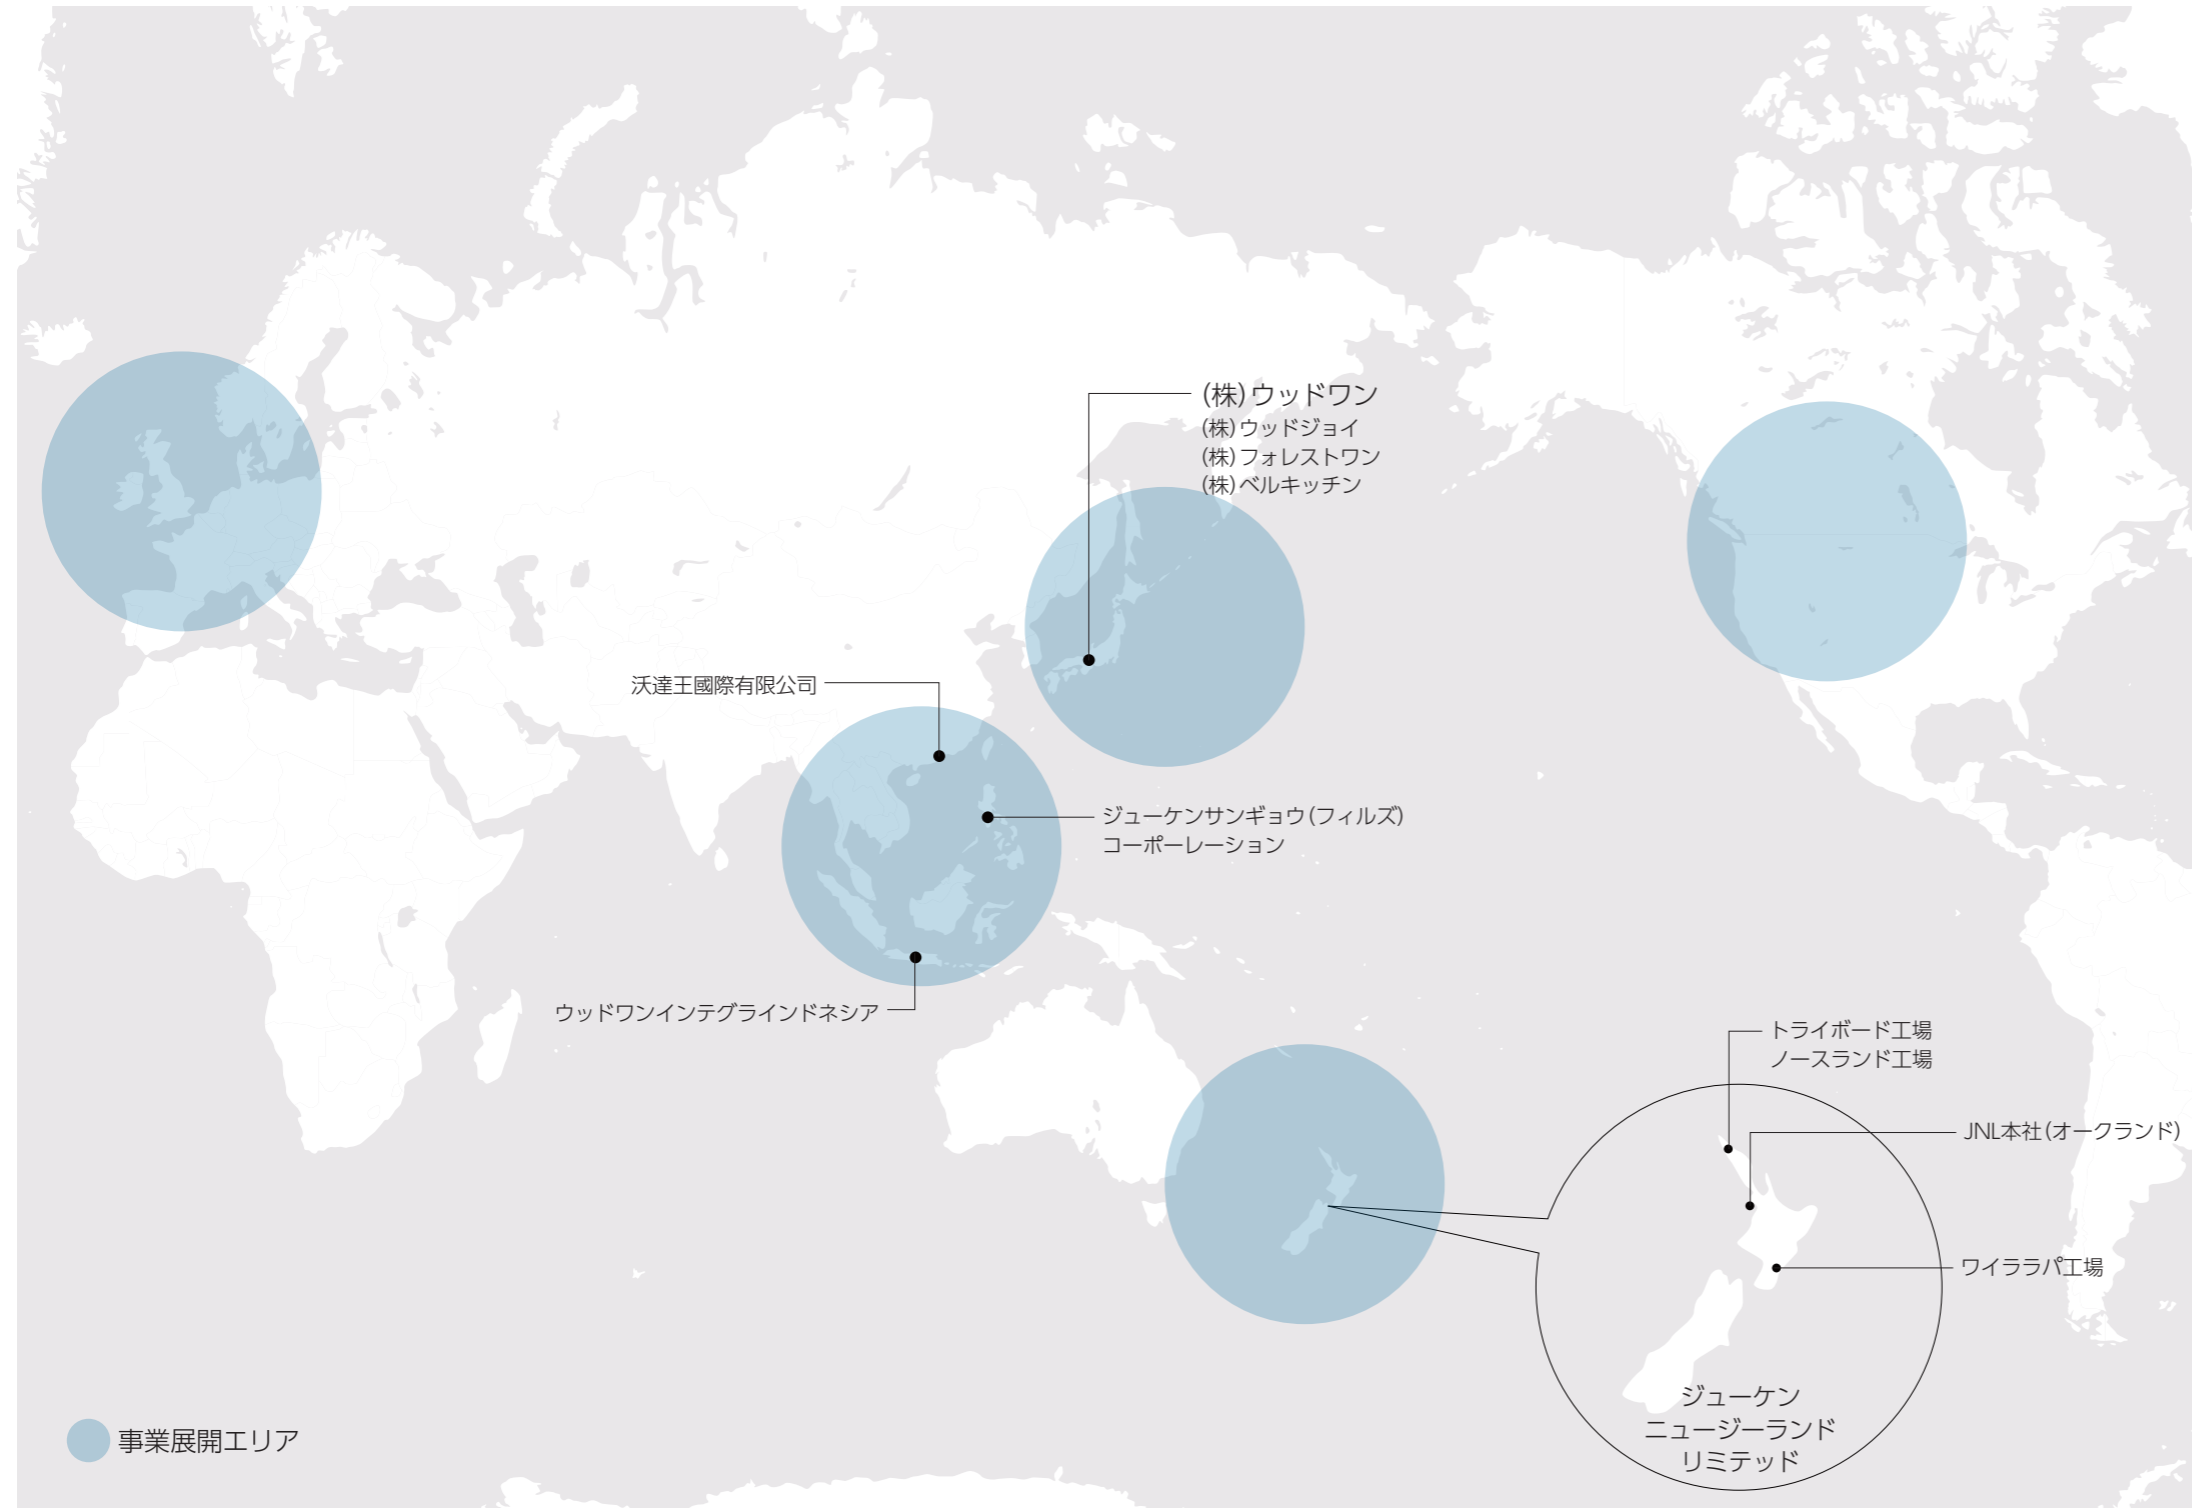 (株)ウッドワン
(株)ウッドジョイ
(株)フォレストワン
(株)ベルキッチン
沃達王國際有限公司
ジューケンサンギョウ(フィルズ)
コーポーレーション
ウッドワンインテグラインドネシア
トライボード工場
ノースランド工場
JNL本社(オークランド)
ワイララパ工場
ジューケン
ニュージーランド
リミテッド
事業展開エリア